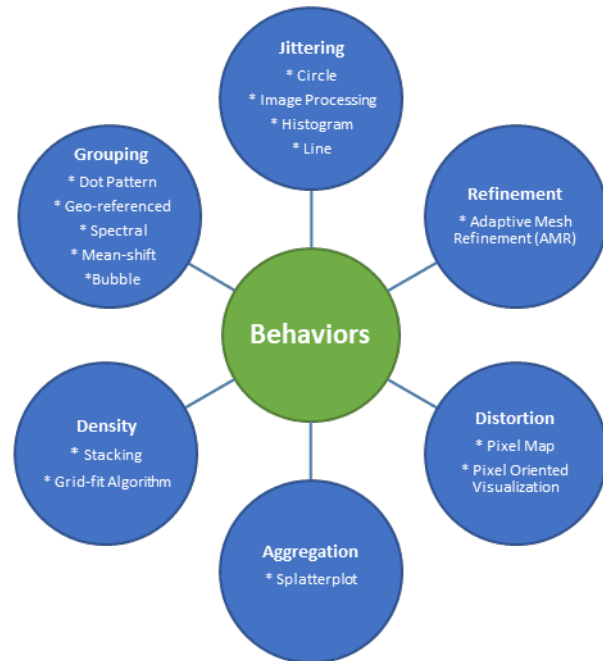 Jittering
* Circle
* Image Processing
* Histogram
* Line
Grouping
* Dot Pattern
* Geo-referenced
* Spectral
* Mean-shift
*Bubble
Refinement
* Adaptive Mesh
Refinement (AMR)
Behaviors
Density
* Stacking
* Grid-fit Algorithm
Distortion
* Pixel Map
* Pixel Oriented
Visualization
Aggregation
* Splatterplot